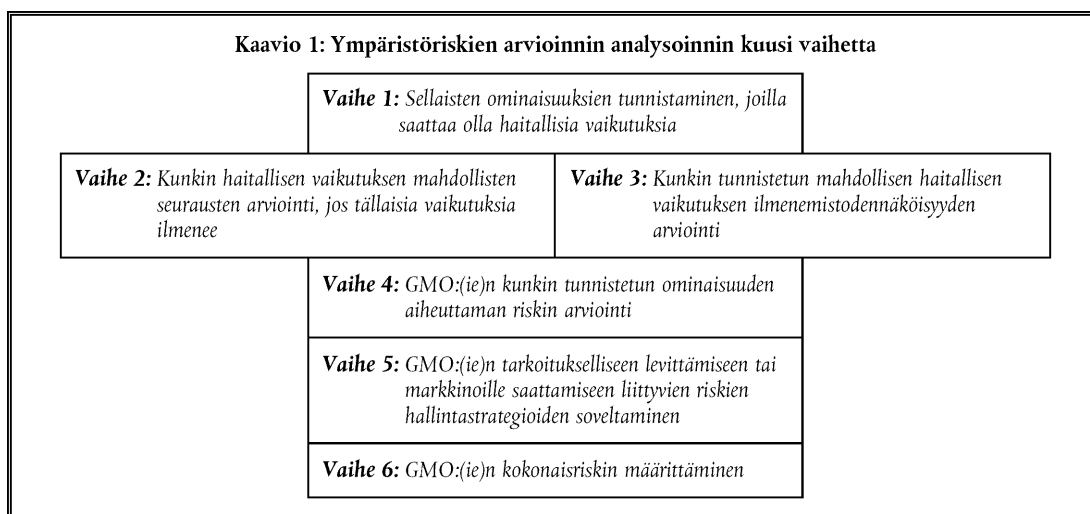 Kaavio 1: Ympäristöriskien arvioinnin analysoinnin kuusi vaihetta
Vaihe 1: Sellaisten ominaisuuksien tunnistaminen, joilla
saattaa olla haitallisia vaikutuksia
Vaihe 2: Kunkin haitallisen vaikutuksen mahdollisten
seurausten arviointi, jos tällaisia vaikutuksia
ilmenee
Vaihe 3: Kunkin tunnistetun mahdollisen haitallisen
vaikutuksen ilmenemistodennäköisyyden
arviointi
Vaihe 4: GMO:(ie)n kunkin tunnistetun ominaisuuden
aiheuttaman riskin arviointi
Vaihe 5: GMO:(ie)n tarkoitukselliseen levittämiseen tai
markkinoille saattamiseen liittyvien riskien
hallintastrategioiden soveltaminen
Vaihe 6: GMO:(ie)n kokonaisriskin määrittäminen